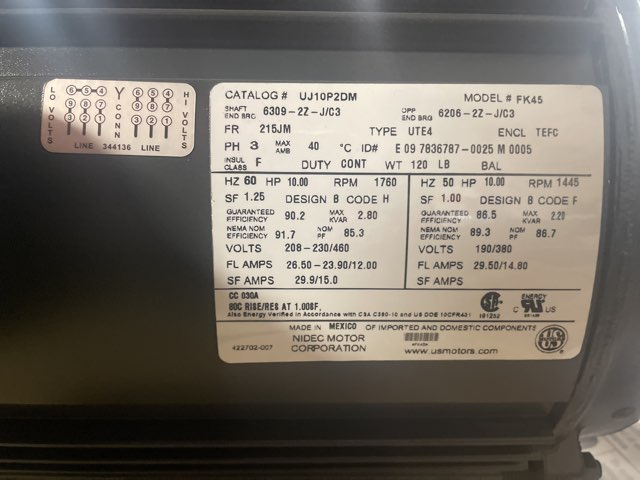 LO VOLTS
6-5-4
9 8 7
3 2 1
Y CONN
6 5 4
9 8 7
3 2 1
HI VOLTS
LINE 344136 LINE
CATALOG # UJ10P2DM MODEL # FK45
SHAFT END BRG 6309-2Z-J/C3 OPP END BRG 6206-2Z-J/C3
FR 215JM TYPE UTE4 ENCL TEFC
PH 3 MAX AMB 40 °C ID# E 09 7836787-0025 M 0005
INSUL CLASS F DUTY CONT WT 120 LB BAL
HZ 60 HP 10.00 RPM 1760
SF 1.25 DESIGN B CODE H
GUARANTEED EFFICIENCY 90.2 MAX KVAR 2.80
NEMA NOM EFFICIENCY 91.7 NOM PF 85.3
VOLTS 208-230/460
FL AMPS 26.50-23.90/12.00
SF AMPS 29.9/15.0
HZ 50 HP 10.00 RPM 1445
SF 1.00 DESIGN B CODE F
GUARANTEED EFFICIENCY 86.5 MAX KVAR 2.20
NEMA NOM EFFICIENCY 89.3 NOM PF 86.7
VOLTS 190/380
FL AMPS 29.50/14.80
SF AMPS
CC 030A
80C RISE/RES AT 1.00SF,
Also Energy Verified in Accordance with CSA C390-10 and US DOE 10CFR431
C ENERGY US
MADE IN MEXICO OF IMPORTED AND DOMESTIC COMPONENTS
422702-007 NIDEC MOTOR CORPORATION
www.usmotors.com